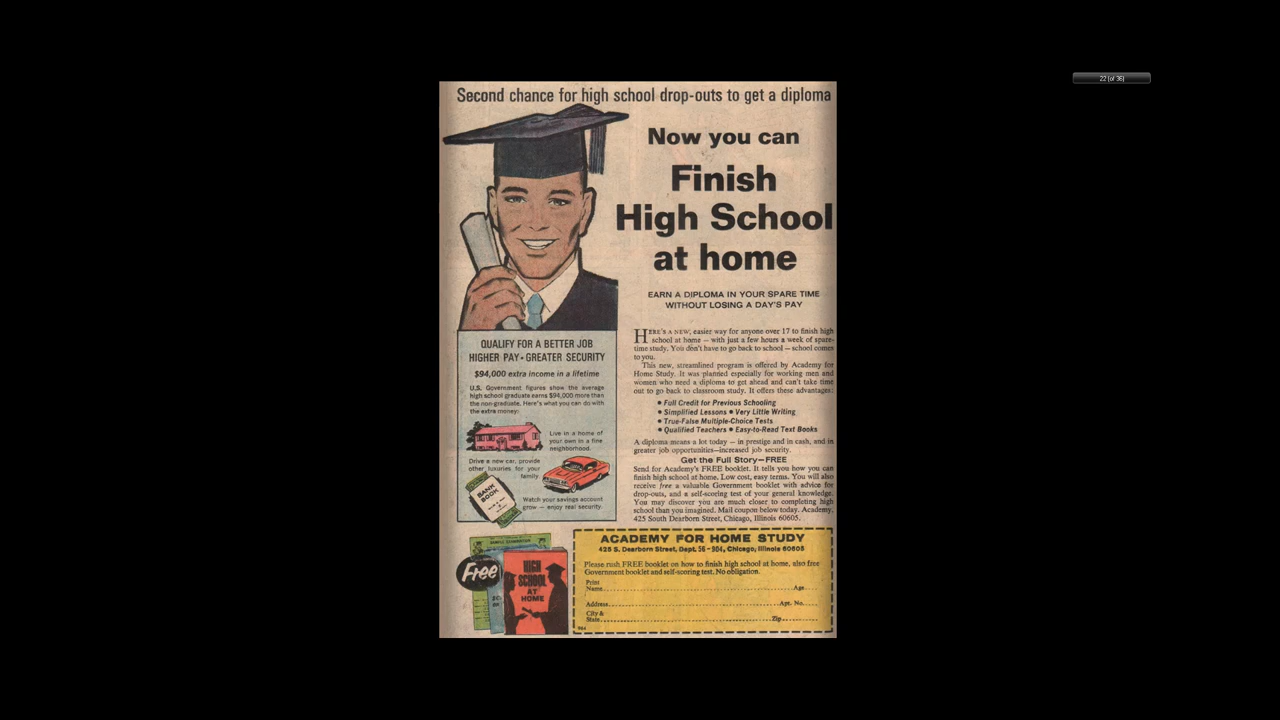 22 (of 36)
Second chance for high school drop-outs to get a diploma
Now you can
Finish
High School
at home
EARN A DIPLOMA IN YOUR SPARE TIME
WITHOUT LOSING A DAY'S PAY
HERE'S A NEW, easier way for anyone over 17 to finish high
school at home — with just a few hours a week of spare-
time study. You don't have to go back to school — school comes
to you.
This new, streamlined program is offered by Academy for
Home Study. It was planned especially for working men and
women who need a diploma to get ahead and can't take time
out to go back to classroom study. It offers these advantages:
• Full Credit for Previous Schooling
• Simplified Lessons • Very Little Writing
• True-False Multiple-Choice Tests
• Qualified Teachers • Easy-to-Read Text Books
A diploma means a lot today — in prestige and in cash, and in
greater job opportunities—increased job security.
Get the Full Story—FREE
Send for Academy's FREE booklet. It tells you how you can
finish high school at home. Low cost, easy terms. You will also
receive free a valuable Government booklet with advice for
drop-outs, and a self-scoring test of your general knowledge.
You may discover you are much closer to completing high
school than you imagined. Mail coupon below today. Academy,
425 South Dearborn Street, Chicago, Illinois 60605.
QUALIFY FOR A BETTER JOB
HIGHER PAY • GREATER SECURITY
$94,000 extra income in a lifetime
U.S. Government figures show the average
high school graduate earns $94,000 more than
the non-graduate. Here's what you can do with
the extra money:
Live in a home of
your own in a fine
neighborhood.
Drive a new car, provide
other luxuries for your
family.
BANK
BOOK
Watch your savings account
grow — enjoy real security.
Free
HIGH
SCHOOL
AT
HOME
ACADEMY FOR HOME STUDY
425 S. Dearborn Street, Dept. 56-904, Chicago, Illinois 60605
Please rush FREE booklet on how to finish high school at home, also free
Government booklet and self-scoring test. No obligation.
Print
Name Age
Address Apt. No.
City &
State Zip